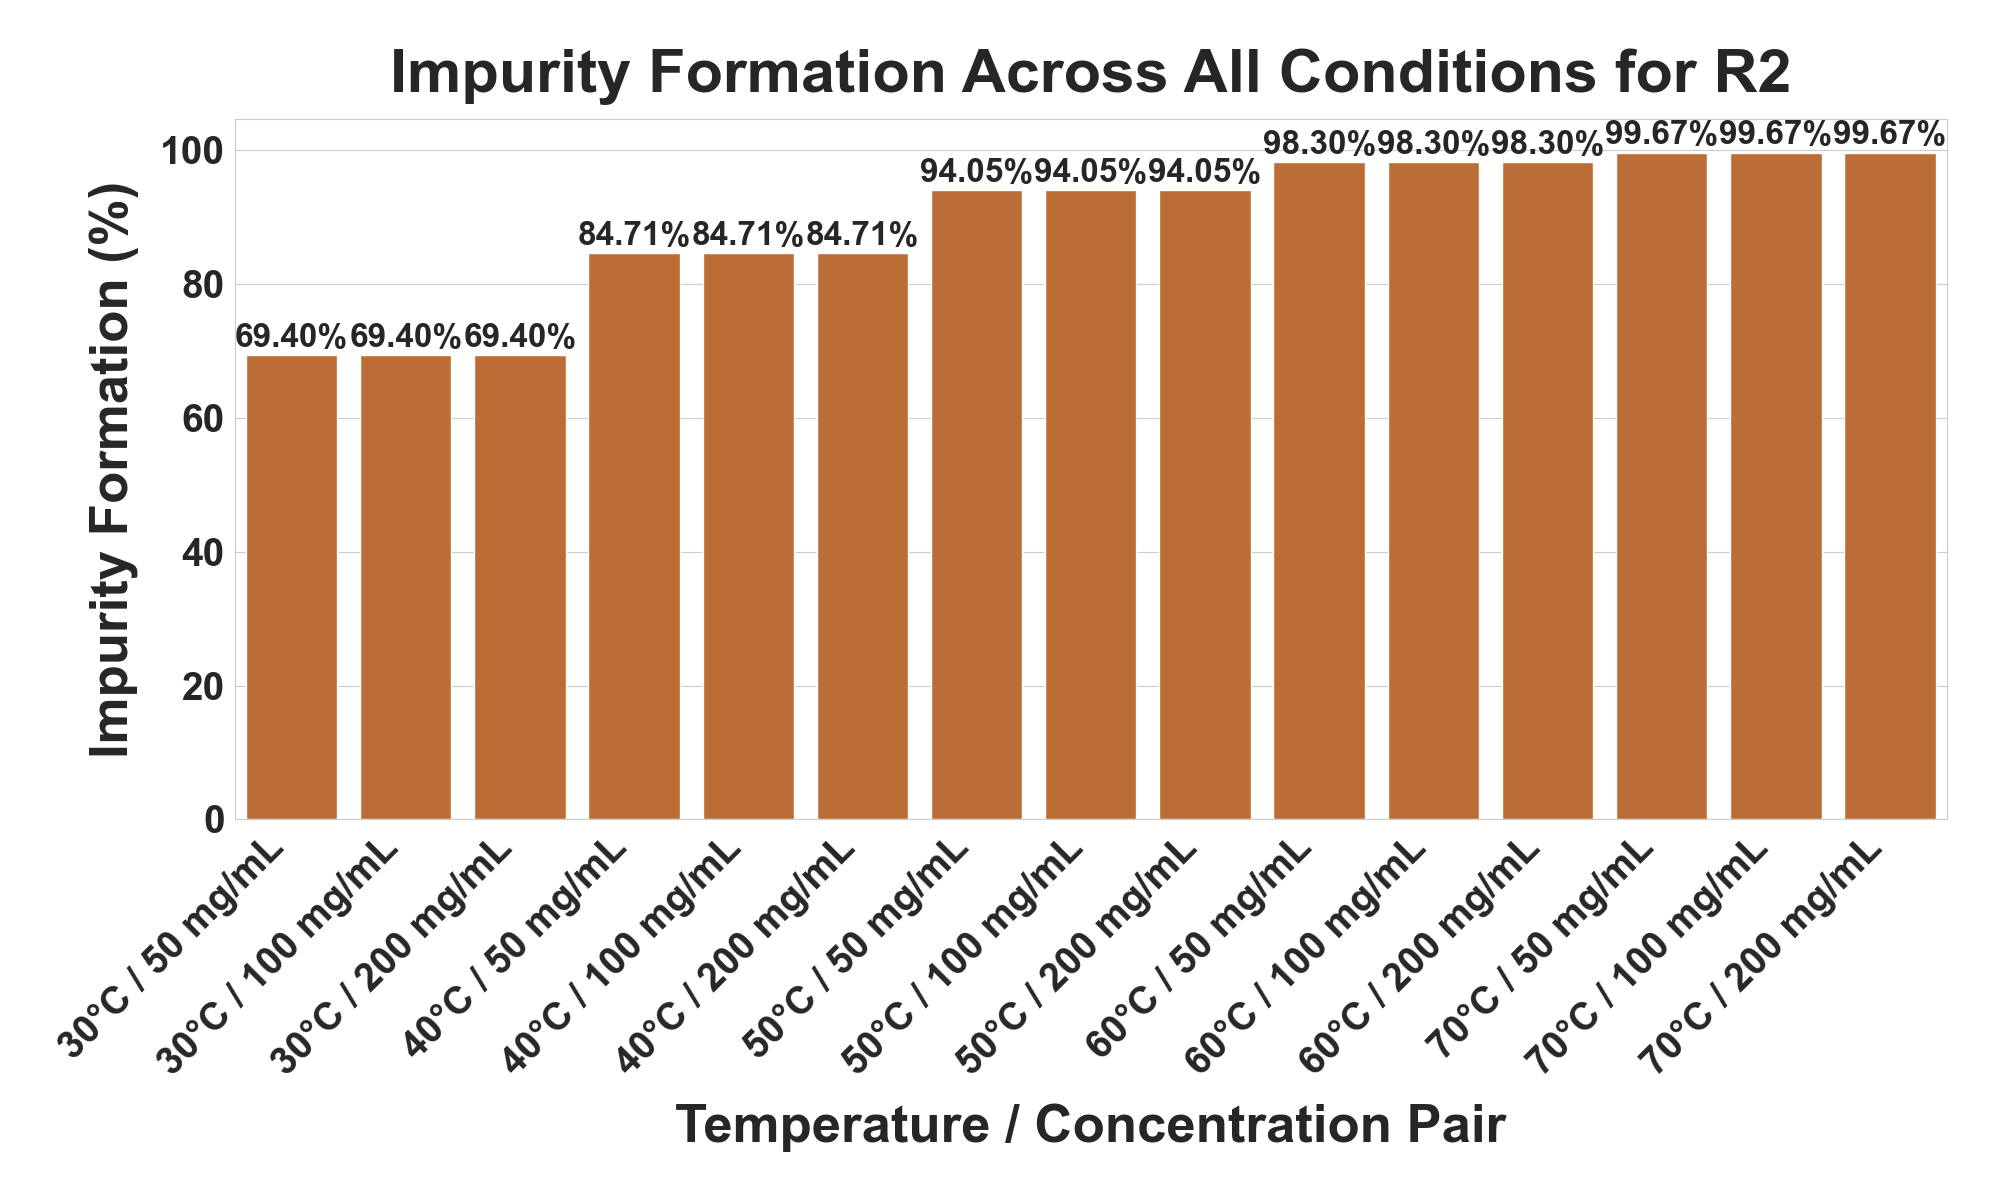 Impurity Formation Across All Conditions for R2
Impurity Formation (%)
100
80
60
40
20
0
69.40%
69.40%
69.40%
84.71%
84.71%
84.71%
94.05%
94.05%
94.05%
98.30%
98.30%
98.30%
99.67%
99.67%
99.67%
30°C / 50 mg/mL
30°C / 100 mg/mL
30°C / 200 mg/mL
40°C / 50 mg/mL
40°C / 100 mg/mL
40°C / 200 mg/mL
50°C / 50 mg/mL
50°C / 100 mg/mL
50°C / 200 mg/mL
60°C / 50 mg/mL
60°C / 100 mg/mL
60°C / 200 mg/mL
70°C / 50 mg/mL
70°C / 100 mg/mL
70°C / 200 mg/mL
Temperature / Concentration Pair